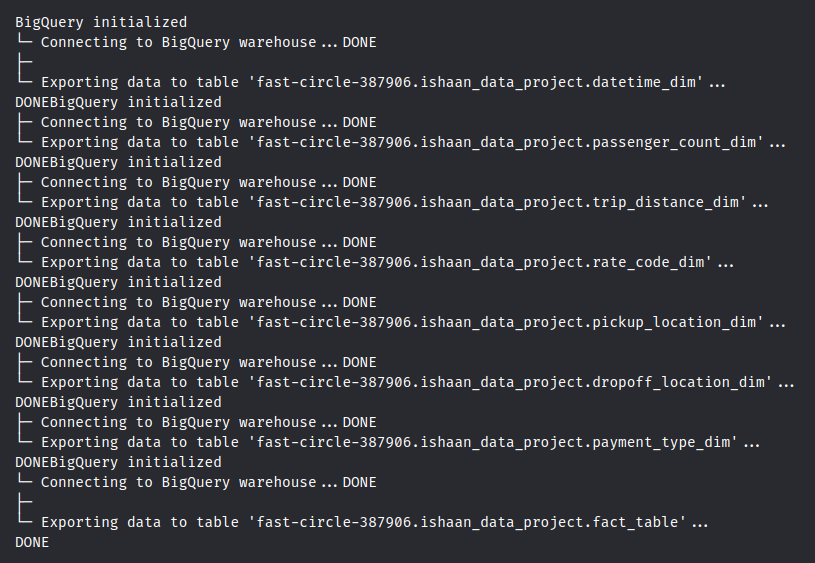 BigQuery initialized
└─ Connecting to BigQuery warehouse...DONE
├─
└─ Exporting data to table 'fast-circle-387906.ishaan_data_project.datetime_dim'...
DONEBigQuery initialized
├─ Connecting to BigQuery warehouse...DONE
└─ Exporting data to table 'fast-circle-387906.ishaan_data_project.passenger_count_dim'...
DONEBigQuery initialized
├─ Connecting to BigQuery warehouse...DONE
└─ Exporting data to table 'fast-circle-387906.ishaan_data_project.trip_distance_dim'...
DONEBigQuery initialized
├─ Connecting to BigQuery warehouse...DONE
└─ Exporting data to table 'fast-circle-387906.ishaan_data_project.rate_code_dim'...
DONEBigQuery initialized
├─ Connecting to BigQuery warehouse...DONE
└─ Exporting data to table 'fast-circle-387906.ishaan_data_project.pickup_location_dim'...
DONEBigQuery initialized
├─ Connecting to BigQuery warehouse...DONE
└─ Exporting data to table 'fast-circle-387906.ishaan_data_project.dropoff_location_dim'...
DONEBigQuery initialized
├─ Connecting to BigQuery warehouse...DONE
└─ Exporting data to table 'fast-circle-387906.ishaan_data_project.payment_type_dim'...
DONEBigQuery initialized
└─ Connecting to BigQuery warehouse...DONE
├─
└─ Exporting data to table 'fast-circle-387906.ishaan_data_project.fact_table'...
DONE